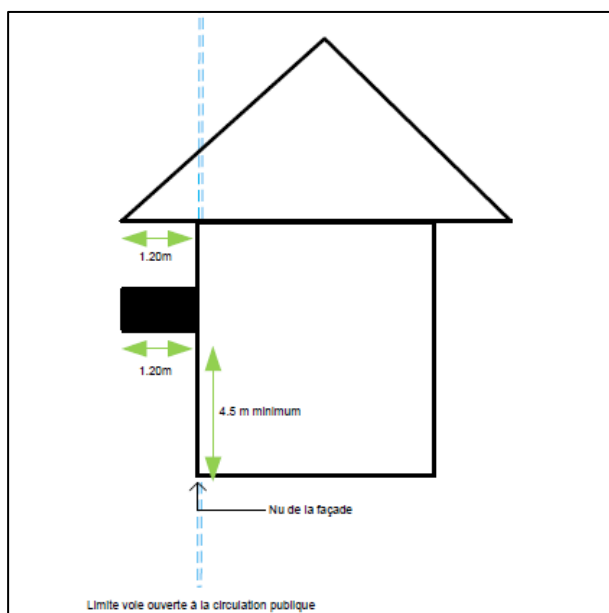 1.20m
1.20m
4.5 m minimum
Nu de la façade
Limite voie ouverte à la circulation publique